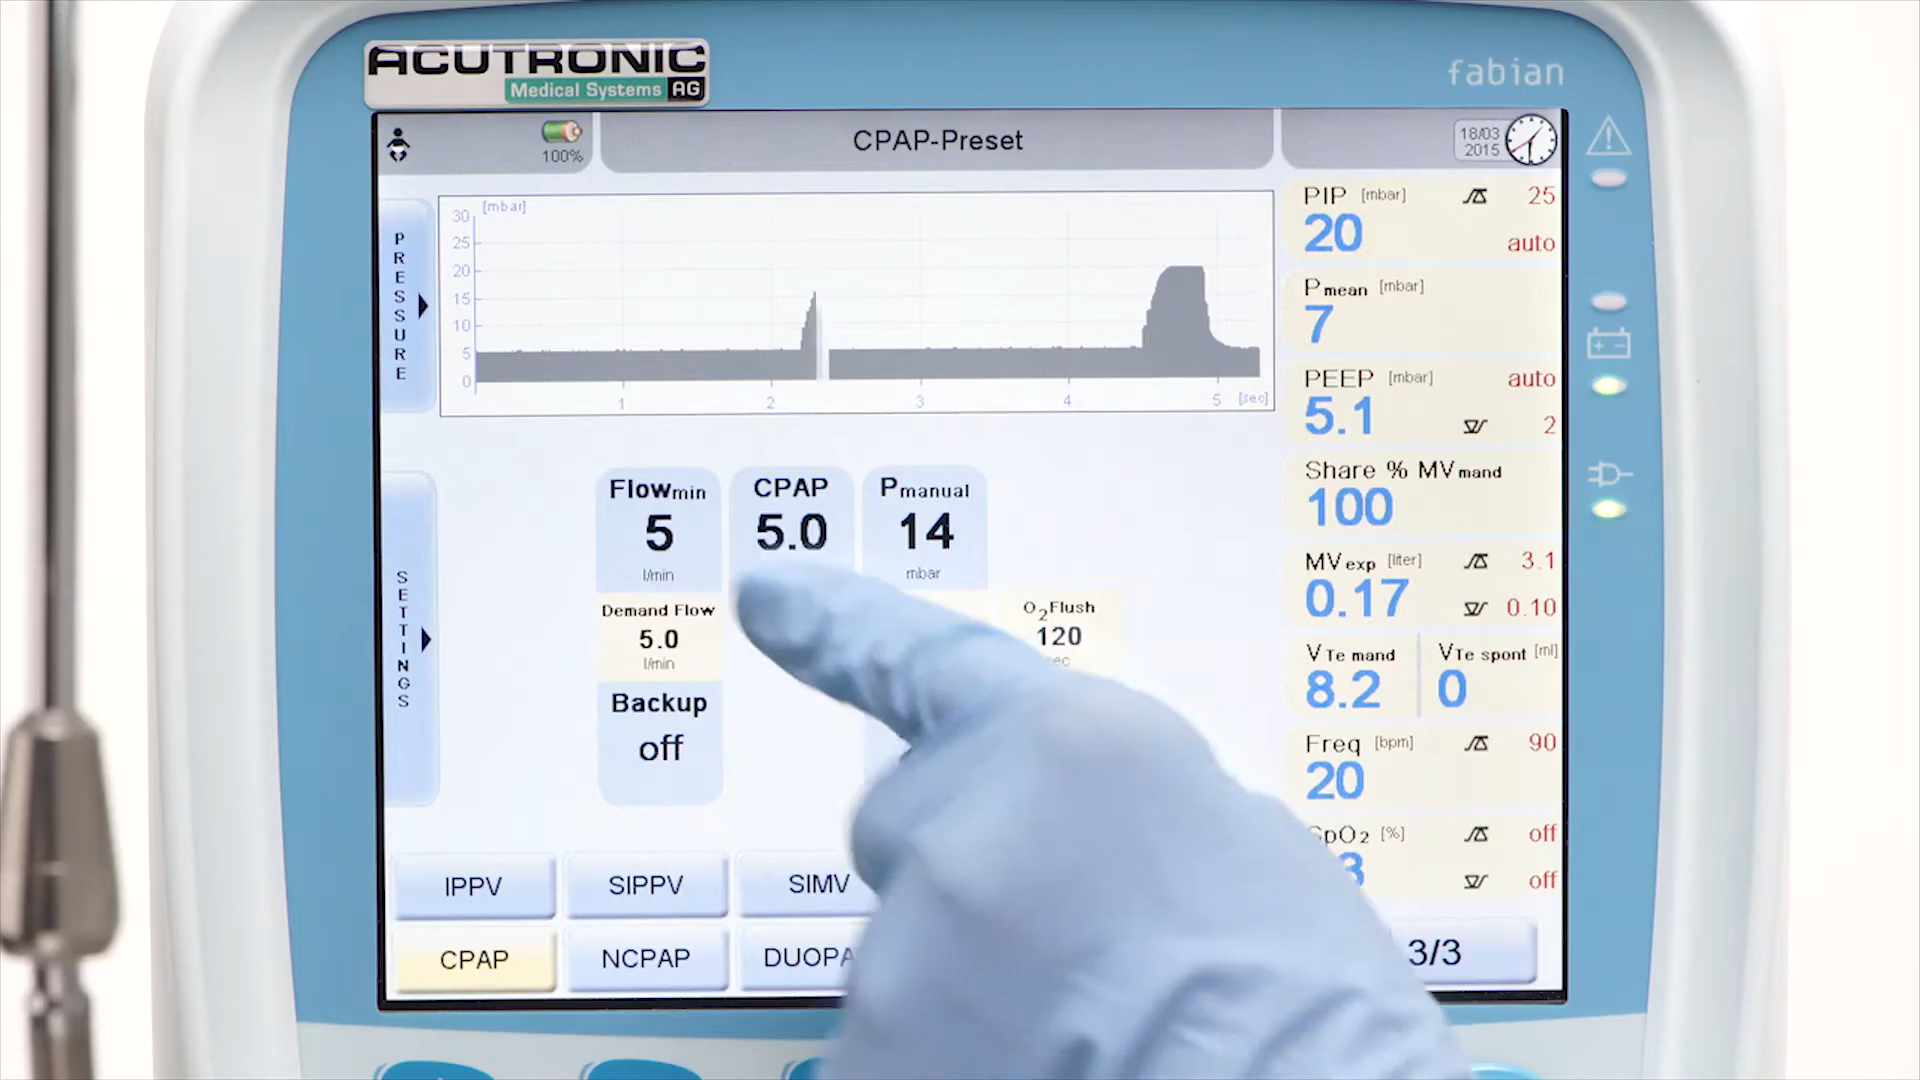 ACUTRONIC
Medical Systems AG
fabian
100%
CPAP-Preset
18/03
2015
PRESSURE
[mbar]
30
25
20
15
10
5
0
1 2 3 4 5 [sec]
PIP [mbar] 25
20 auto
Pmean [mbar]
7
PEEP [mbar] auto
5.1 2
Share % MVmand
100
MVexp [liter] 3.1
0.17 0.10
VTe mand VTe spont [ml]
8.2 0
Freq [bpm] 90
20
SpO2 [%] off
off
SETTINGS
Flowmin CPAP Pmanual
5 5.0 14
l/min mbar
Demand Flow O2Flush
5.0 120
l/min
Backup
off
IPPV SIPPV SIMV
CPAP NCPAP
3/3